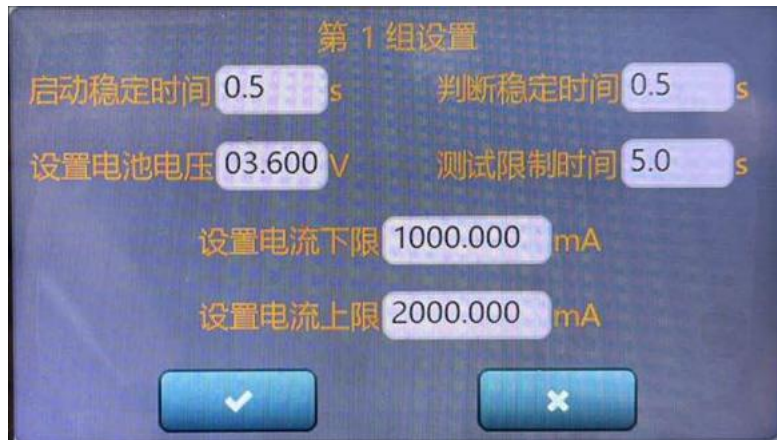 第 1 组设置
启动稳定时间 0.5 s 判断稳定时间 0.5 s
设置电池电压 03.600 V 测试限制时间 5.0 s
设置电流下限 1000.000 mA
设置电流上限 2000.000 mA